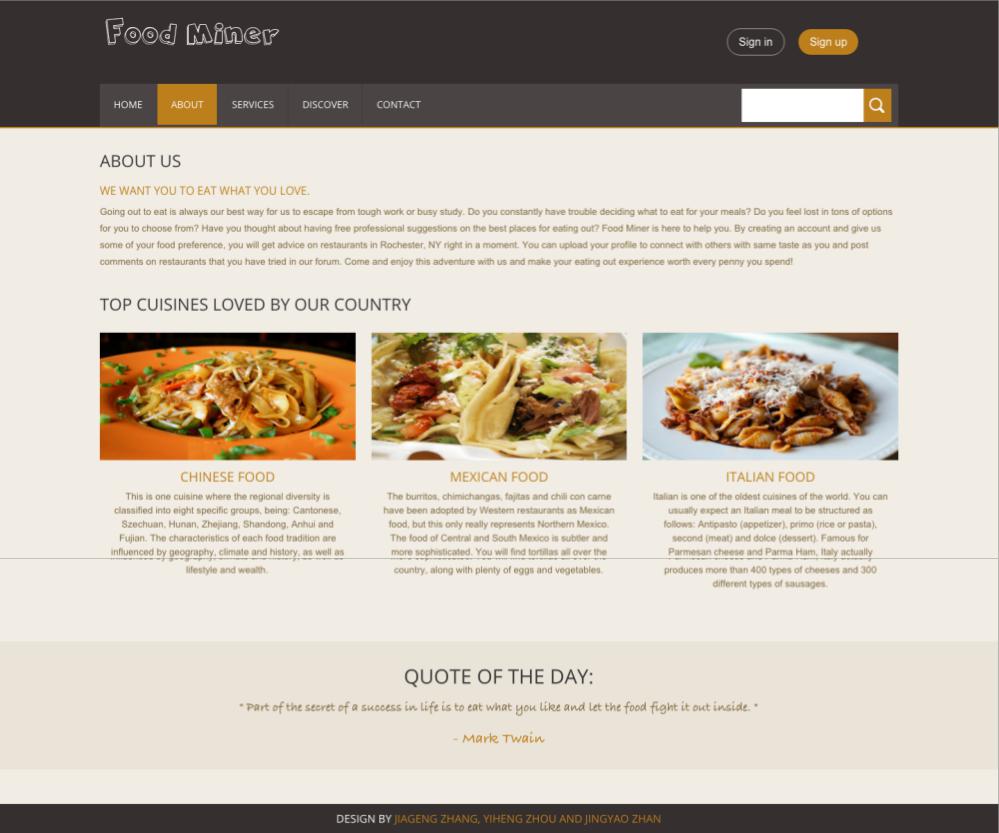 Food Miner
Sign in
Sign up
HOME
ABOUT
SERVICES
DISCOVER
CONTACT
ABOUT US
WE WANT YOU TO EAT WHAT YOU LOVE.
Going out to eat is always our best way for us to escape from tough work or busy study. Do you constantly have trouble deciding what to eat for your meals? Do you feel lost in tons of options
for you to choose from? Have you thought about having free professional suggestions on the best places for eating out? Food Miner is here to help you. By creating an account and give us
some of your food preference, you will get advice on restaurants in Rochester, NY right in a moment. You can upload your profile to connect with others with same taste as you and post
comments on restaurants that you have tried in our forum. Come and enjoy this adventure with us and make your eating out experience worth every penny you spend!
TOP CUISINES LOVED BY OUR COUNTRY
CHINESE FOOD
This is one cuisine where the regional diversity is
classified into eight specific groups, being: Cantonese,
Szechuan, Hunan, Zhejiang, Shandong, Anhui and
Fujian. The characteristics of each food tradition are
influenced by geography, climate and history, as well as
lifestyle and wealth.
MEXICAN FOOD
The burritos, chimichangas, fajitas and chili con carne
have been adopted by Western restaurants as Mexican
food, but this only really represents Northern Mexico.
The food of Central and South Mexico is subtler and
more sophisticated. You will find tortillas all over the
country, along with plenty of eggs and vegetables.
ITALIAN FOOD
Italian is one of the oldest cuisines of the world. You can
usually expect an Italian meal to be structured as
follows: Antipasto (appetizer), primo (rice or pasta),
second (meat) and dolce (dessert). Famous for
Parmesan cheese and Parma Ham, Italy actually
produces more than 400 types of cheeses and 300
different types of sausages.
QUOTE OF THE DAY:
" Part of the secret of a success in life is to eat what you like and let the food fight it out inside. "
- Mark Twain
DESIGN BY JIAGENG ZHANG, YIHENG ZHOU AND JINGYAO ZHAN